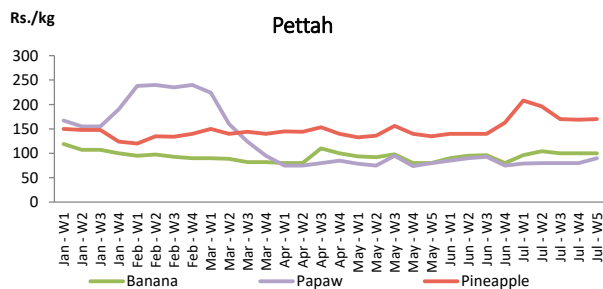 Rs./kg
Pettah
300
250
200
150
100
50
0
Jan - W1
Jan - W2
Jan - W3
Jan - W4
Feb - W1
Feb - W2
Feb - W3
Feb - W4
Mar - W1
Mar - W2
Mar - W3
Mar - W4
Apr - W1
Apr - W2
Apr - W3
Apr - W4
May - W1
May - W2
May - W3
May - W4
May - W5
Jun - W1
Jun - W2
Jun - W3
Jun - W4
Jul - W1
Jul - W2
Jul - W3
Jul - W4
Jul - W5
Banana
Papaw
Pineapple